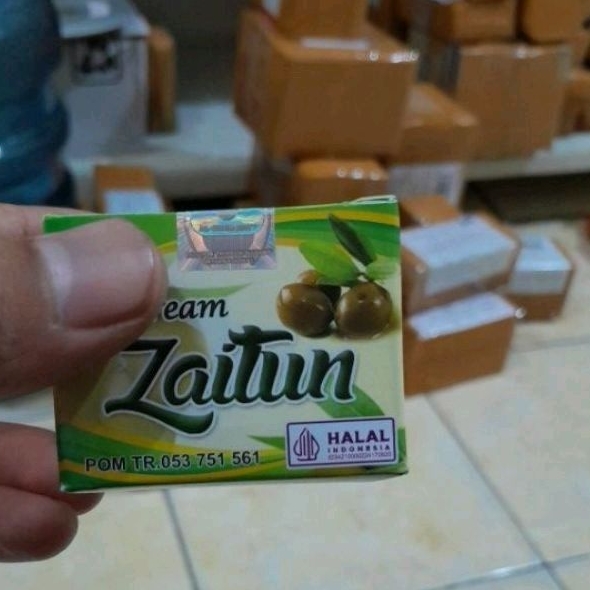 eam
Zaitun
POM TR.053 751 561
HALAL
INDONESIA